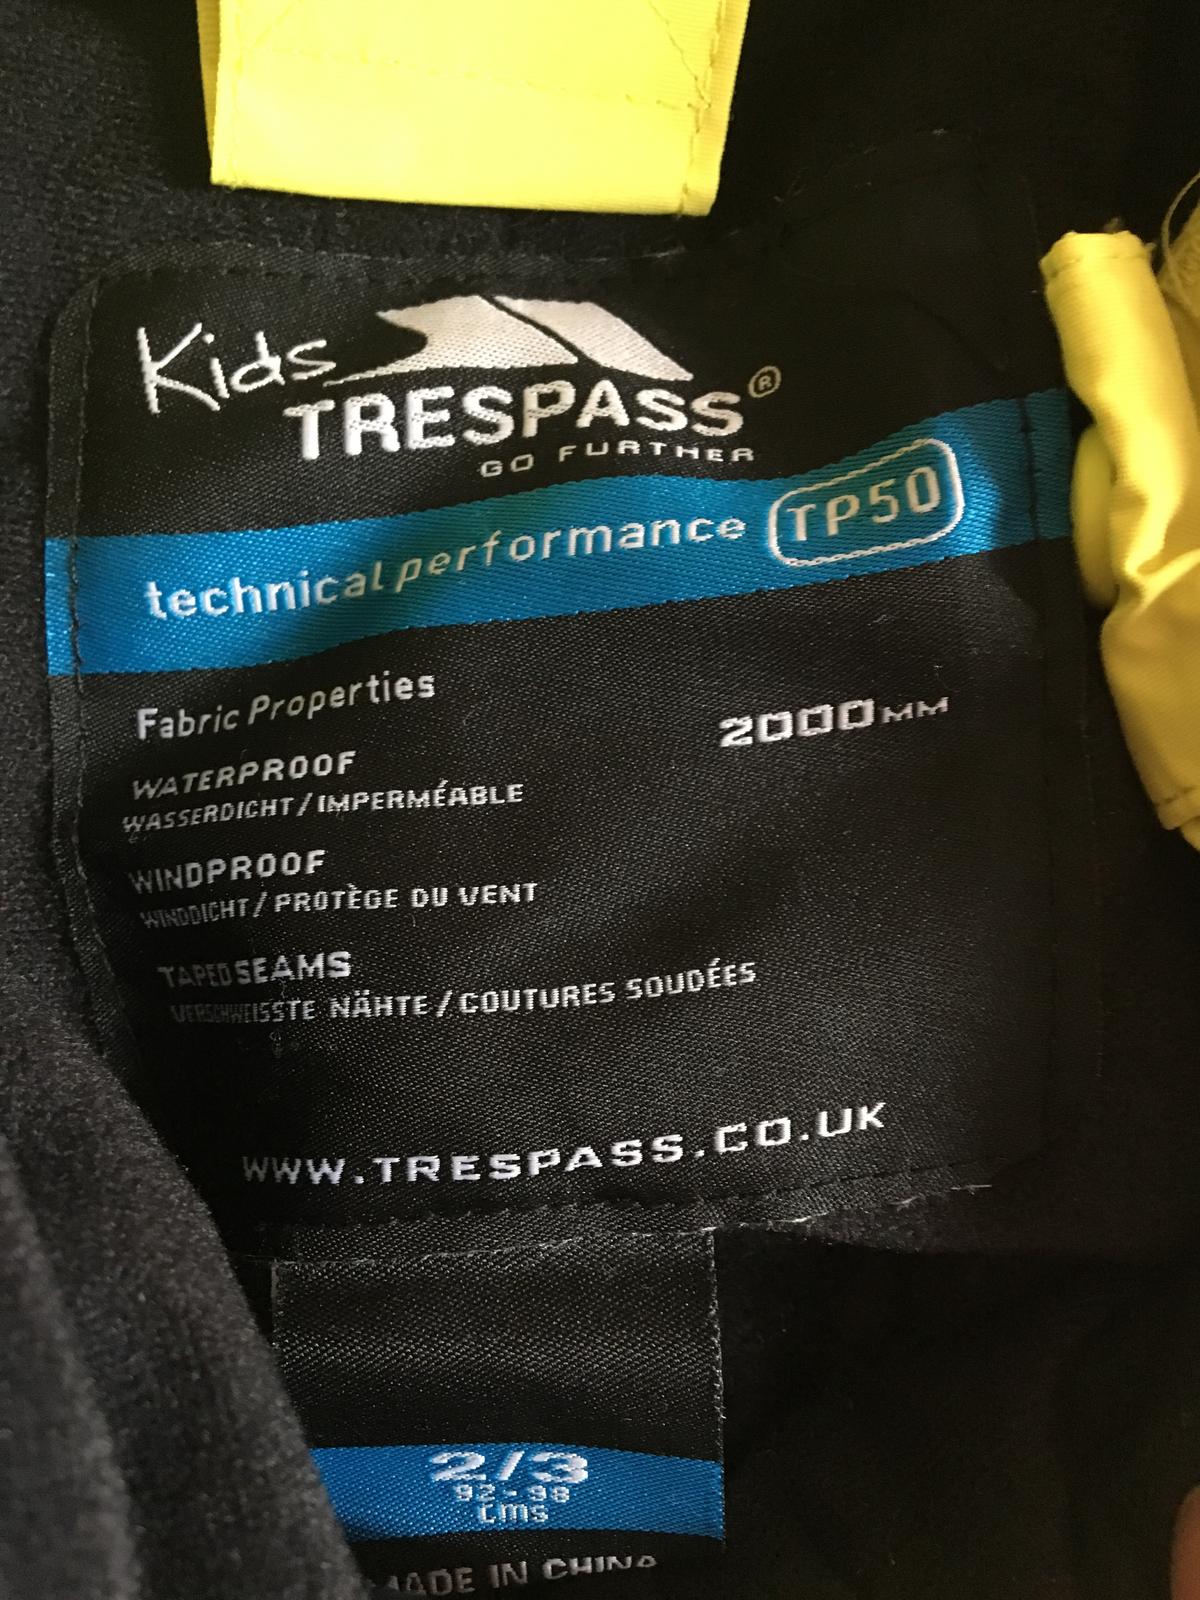 Kids
TRESPASS®
GO FURTHER
technical performance TP50
Fabric Properties
WATERPROOF 2000MM
WASSERDICHT / IMPERMÉABLE
WINDPROOF
WINDDICHT / PROTÈGE DU VENT
TAPED SEAMS
VERSCHWEISSTE NÄHTE / COUTURES SOUDÉES
WWW.TRESPASS.CO.UK
2/3
92-98
cms
MADE IN CHINA